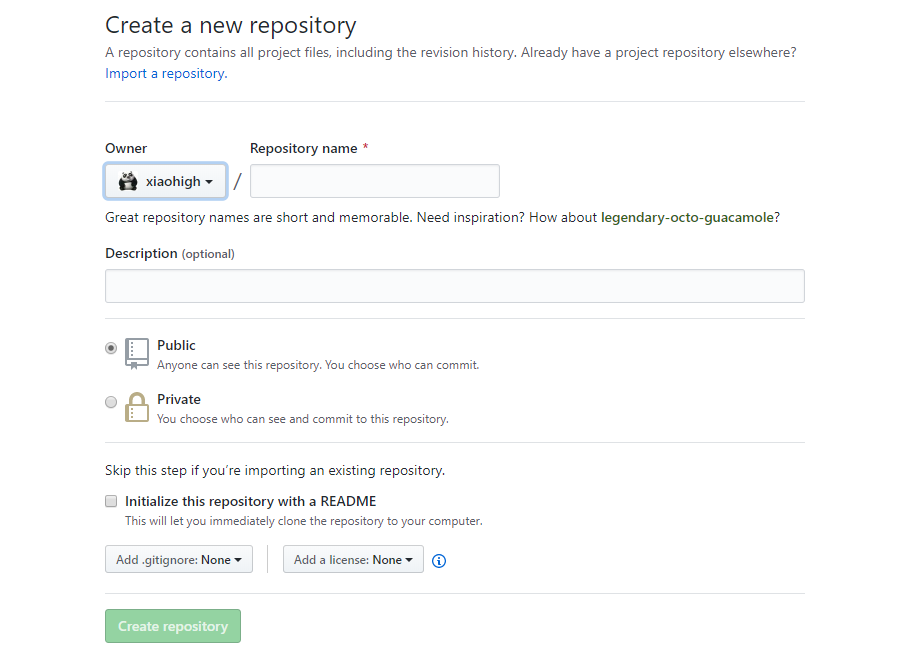 Create a new repository
A repository contains all project files, including the revision history. Already have a project repository elsewhere?
Import a repository.
Owner
Repository name *
xiaohigh
/
Great repository names are short and memorable. Need inspiration? How about legendary-octo-guacamole?
Description (optional)
Public
Anyone can see this repository. You choose who can commit.
Private
You choose who can see and commit to this repository.
Skip this step if you’re importing an existing repository.
Initialize this repository with a README
This will let you immediately clone the repository to your computer.
Add .gitignore: None
Add a license: None
Create repository